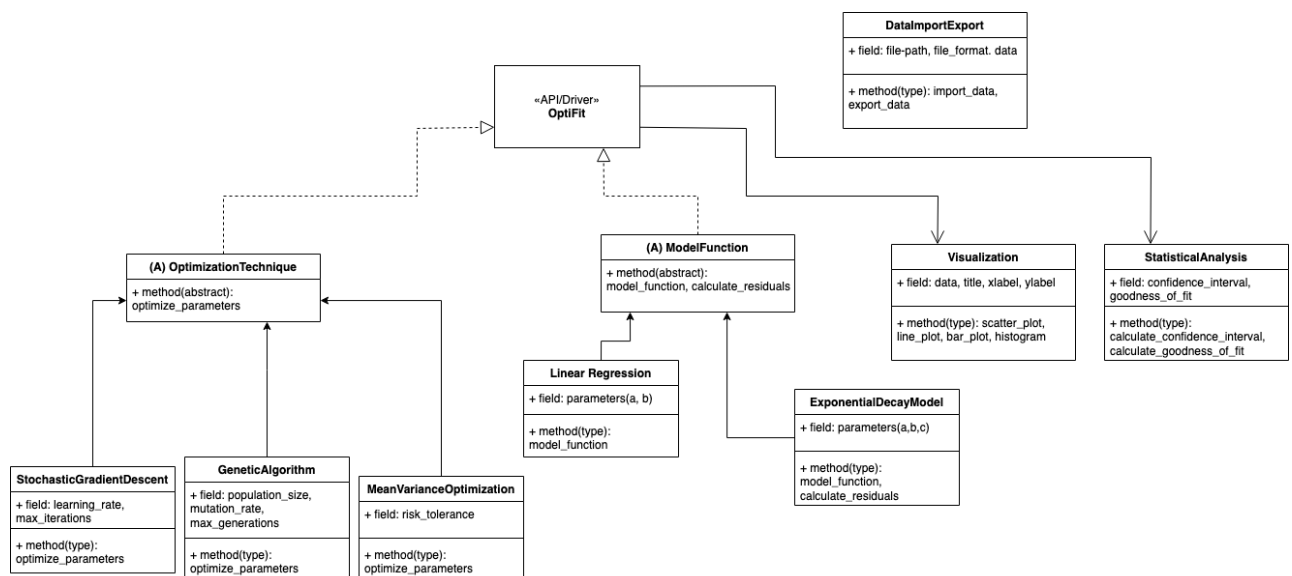 DataImportExport
+ field: file-path, file_format. data
+ method(type): import_data,
export_data
«API/Driver»
OptiFit
(A) OptimizationTechnique
+ method(abstract):
optimize_parameters
(A) ModelFunction
+ method(abstract):
model_function, calculate_residuals
Visualization
+ field: data, title, xlabel, ylabel
+ method(type): scatter_plot,
line_plot, bar_plot, histogram
StatisticalAnalysis
+ field: confidence_interval,
goodness_of_fit
+ method(type):
calculate_confidence_interval,
calculate_goodness_of_fit
Linear Regression
+ field: parameters(a, b)
+ method(type):
model_function
ExponentialDecayModel
+ field: parameters(a,b,c)
+ method(type):
model_function,
calculate_residuals
StochasticGradientDescent
+ field: learning_rate,
max_iterations
+ method(type):
optimize_parameters
GeneticAlgorithm
+ field: population_size,
mutation_rate,
max_generations
+ method(type):
optimize_parameters
MeanVarianceOptimization
+ field: risk_tolerance
+ method(type):
optimize_parameters